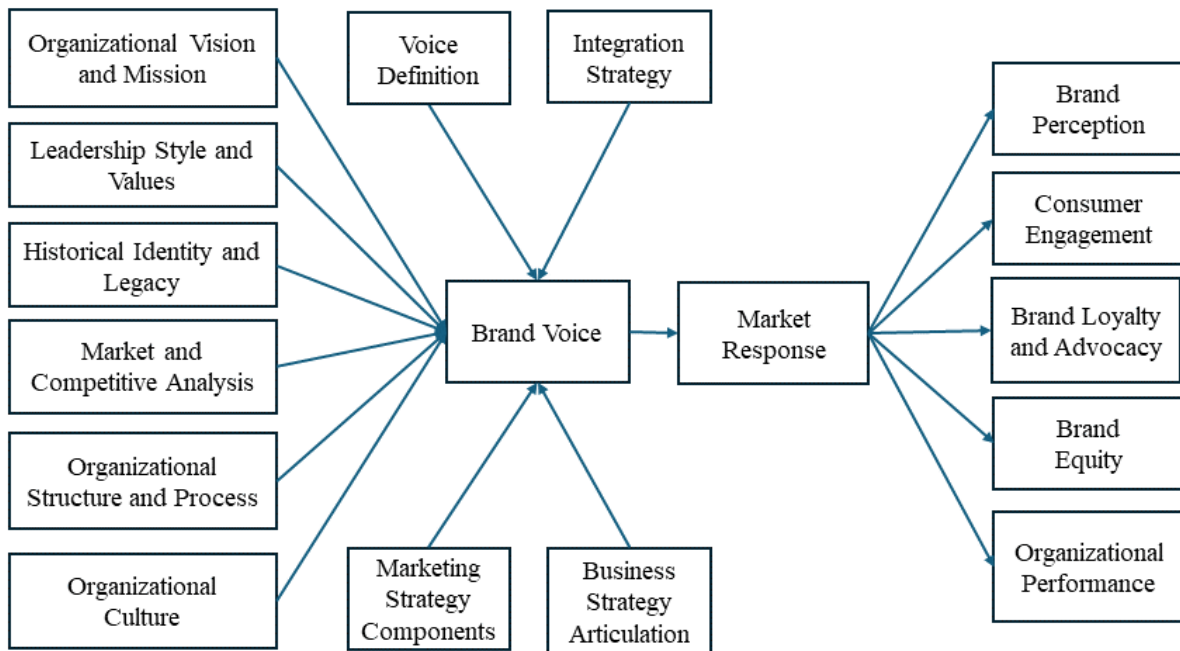 Organizational Vision
and Mission
Leadership Style and
Values
Historical Identity and
Legacy
Market and
Competitive Analysis
Organizational
Structure and Process
Organizational
Culture
Voice
Definition
Integration
Strategy
Brand Voice
Marketing
Strategy
Components
Business
Strategy
Articulation
Market
Response
Brand
Perception
Consumer
Engagement
Brand Loyalty
and Advocacy
Brand
Equity
Organizational
Performance